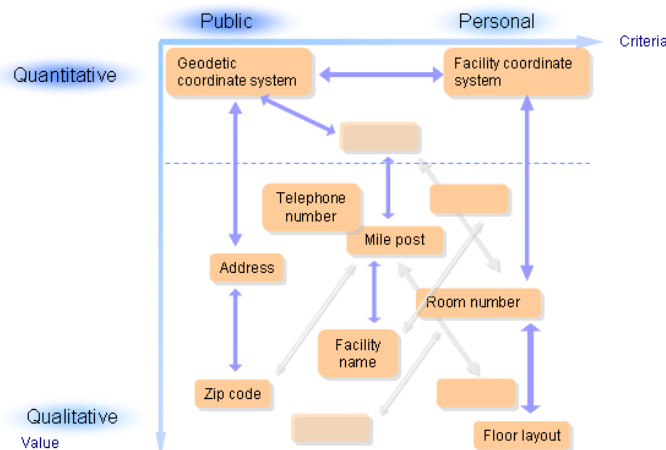 Public
Personal
Criteria
Quantitative
Geodetic
coordinate system
Facility coordinate
system
Telephone
number
Mile post
Address
Room number
Facility
name
Zip code
Qualitative
Floor layout
Value